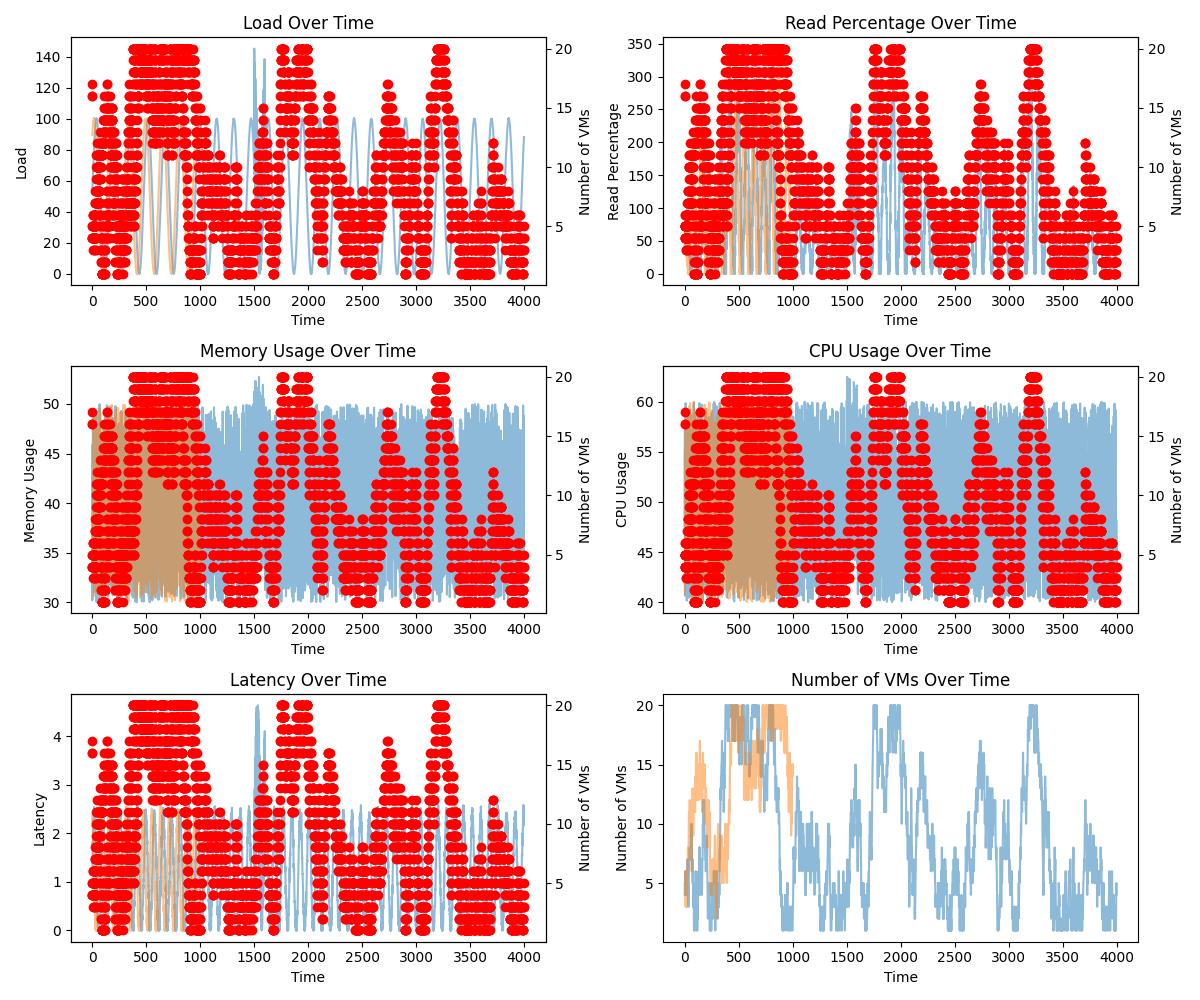 Load Over Time
Load
140
120
100
80
60
40
20
0
20
15
10
5
Number of VMs
0 500 1000 1500 2000 2500 3000 3500 4000
Time
Read Percentage Over Time
Read Percentage
350
300
250
200
150
100
50
0
20
15
10
5
Number of VMs
0 500 1000 1500 2000 2500 3000 3500 4000
Time
Memory Usage Over Time
Memory Usage
50
45
40
35
30
20
15
10
5
Number of VMs
0 500 1000 1500 2000 2500 3000 3500 4000
Time
CPU Usage Over Time
CPU Usage
60
55
50
45
40
20
15
10
5
Number of VMs
0 500 1000 1500 2000 2500 3000 3500 4000
Time
Latency Over Time
Latency
4
3
2
1
0
20
15
10
5
Number of VMs
0 500 1000 1500 2000 2500 3000 3500 4000
Time
Number of VMs Over Time
Number of VMs
20
15
10
5
0 500 1000 1500 2000 2500 3000 3500 4000
Time